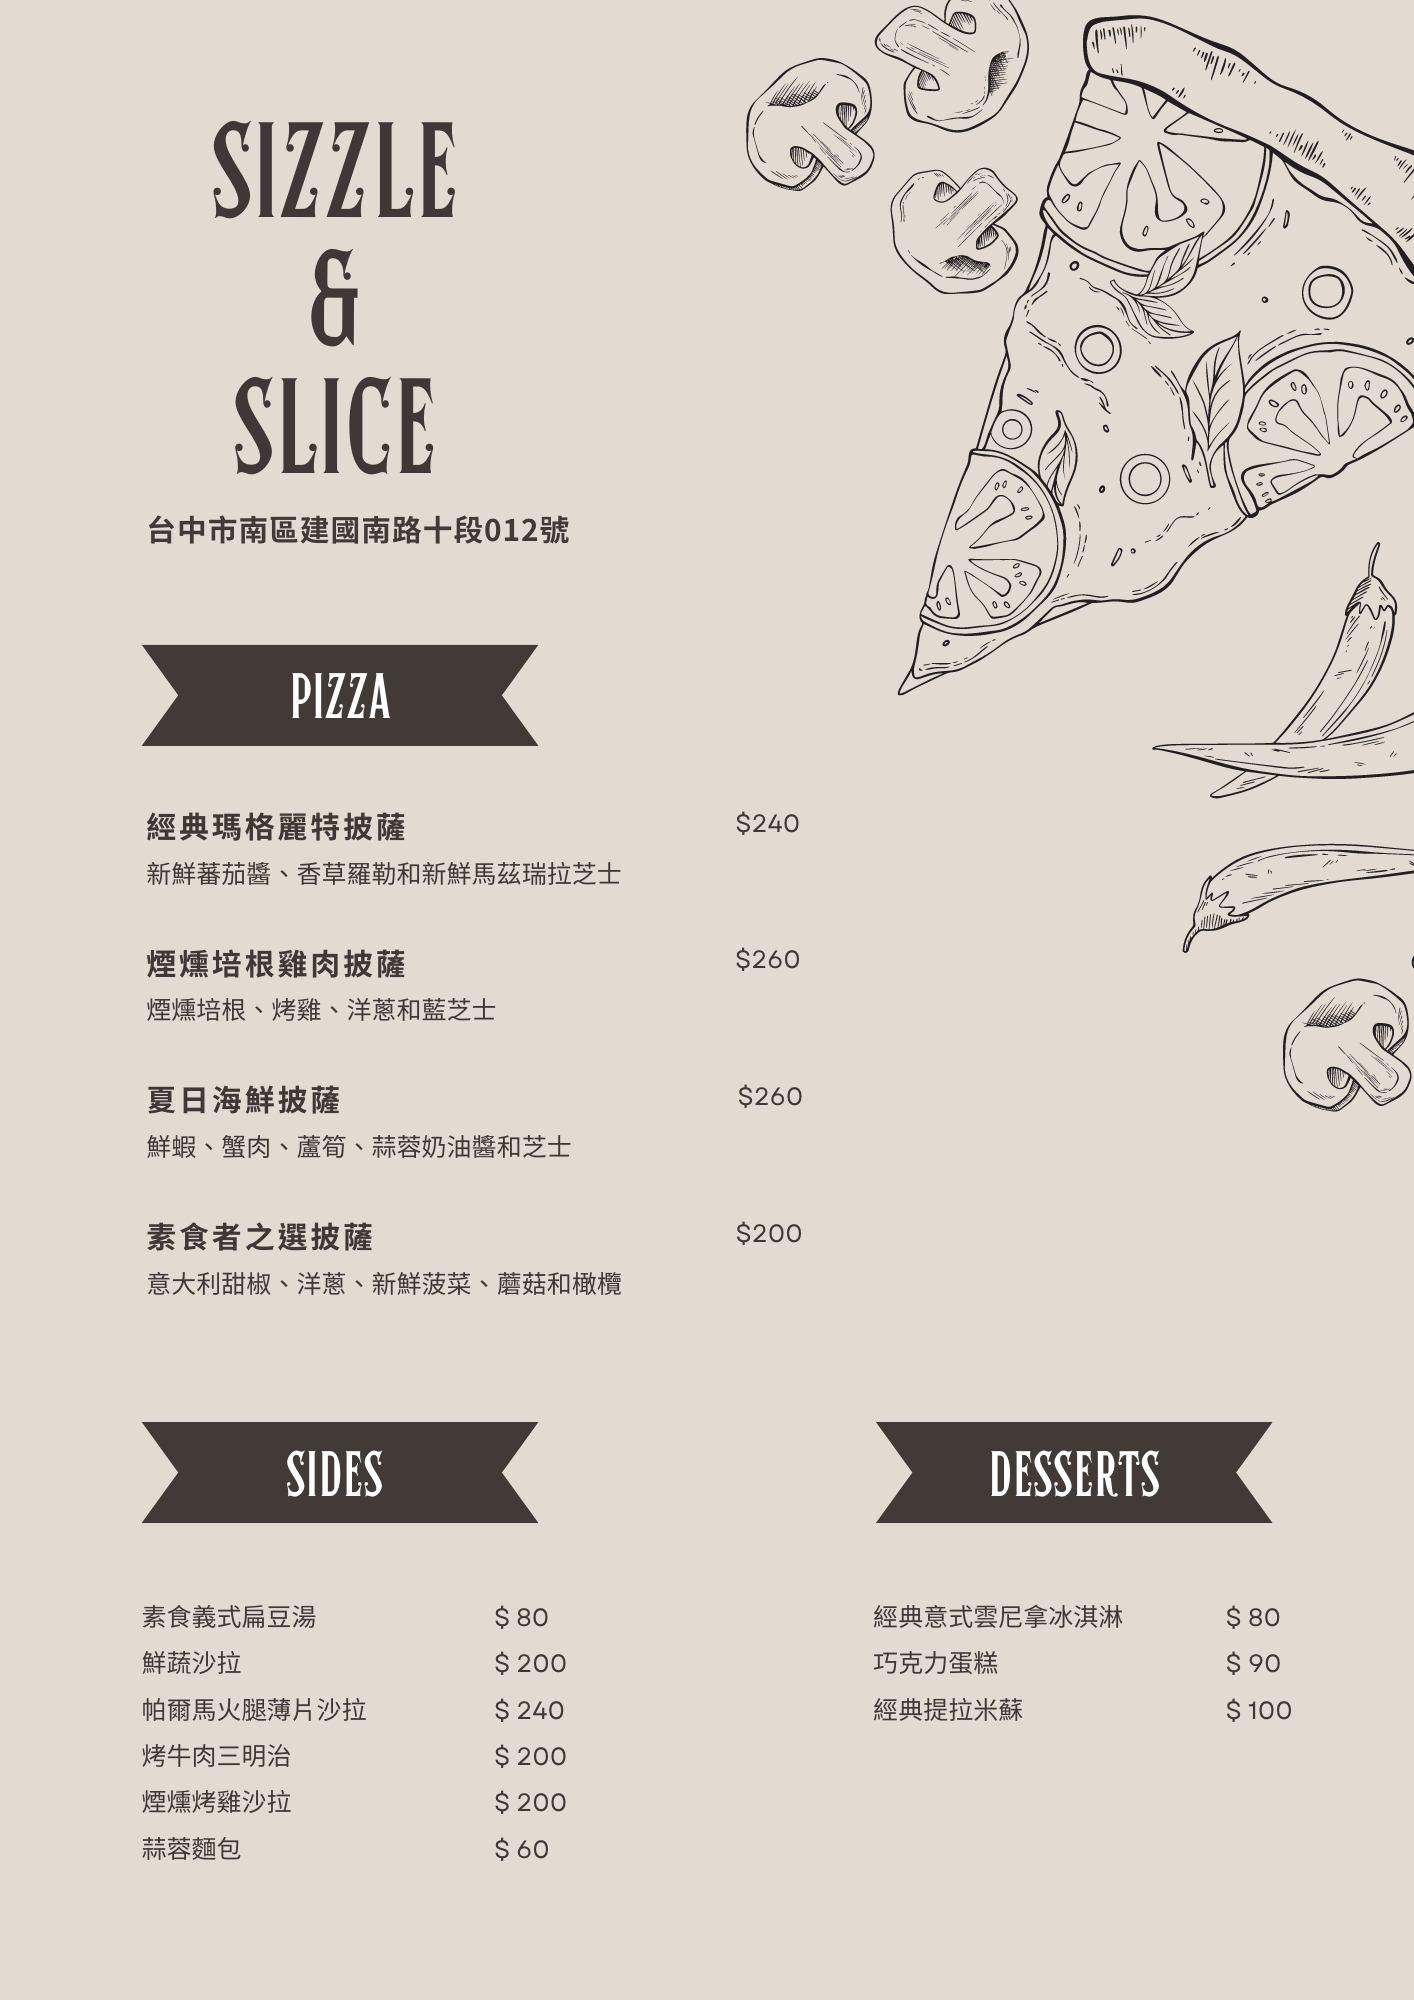 SIZZLE
&
SLICE
台中市南區建國南路十段012號
PIZZA
經典瑪格麗特披薩 $240
新鮮蕃茄醬、香草羅勒和新鮮馬茲瑞拉芝士
煙燻培根雞肉披薩 $260
煙燻培根、烤雞、洋蔥和藍芝士
夏日海鮮披薩 $260
鮮蝦、蟹肉、蘆筍、蒜蓉奶油醬和芝士
素食者之選披薩 $200
意大利甜椒、洋蔥、新鮮菠菜、蘑菇和橄欖
SIDES
素食義式扁豆湯 $ 80
鮮蔬沙拉 $ 200
帕爾馬火腿薄片沙拉 $ 240
烤牛肉三明治 $ 200
煙燻烤雞沙拉 $ 200
蒜蓉麵包 $ 60
DESSERTS
經典意式雲尼拿冰淇淋 $ 80
巧克力蛋糕 $ 90
經典提拉米蘇 $ 100